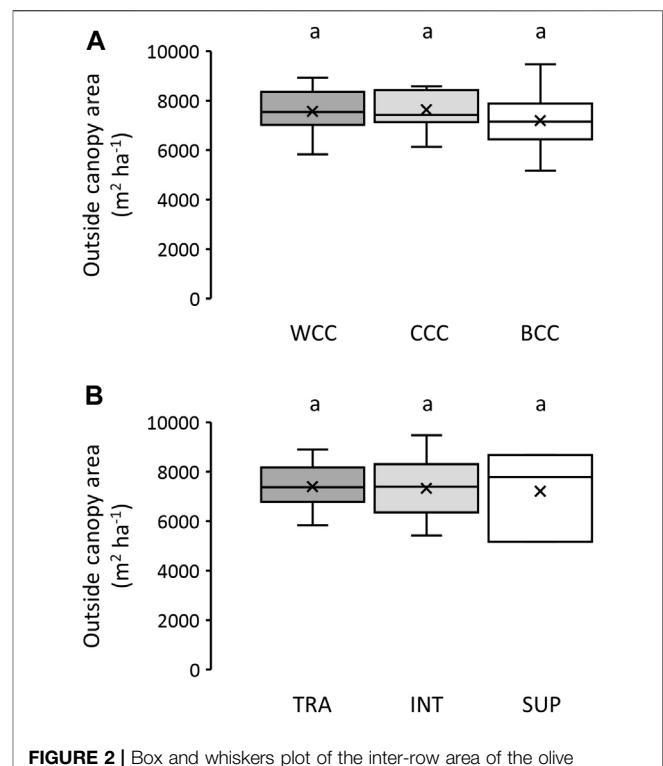 A
a a a
Outside canopy area
(m² ha⁻¹)
10000
8000
6000
4000
2000
0
WCC CCC BCC
B
a a a
Outside canopy area
(m² ha⁻¹)
10000
8000
6000
4000
2000
0
TRA INT SUP
FIGURE 2 | Box and whiskers plot of the inter-row area of the olive